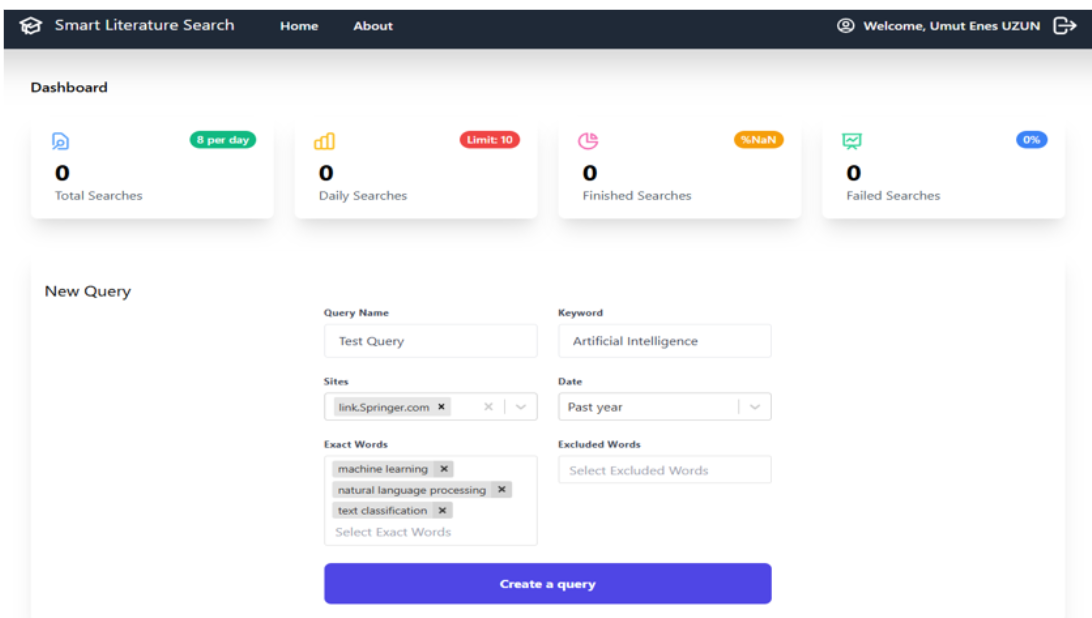 Smart Literature Search Home About Welcome, Umut Enes UZUN
Dashboard
8 per day Limit: 10 %NaN 0%
0 0 0 0
Total Searches Daily Searches Finished Searches Failed Searches
New Query
Query Name Keyword
Test Query Artificial Intelligence
Sites Date
link.Springer.com × × Past year
Exact Words Excluded Words
machine learning × Select Excluded Words
natural language processing ×
text classification ×
Select Exact Words
Create a query